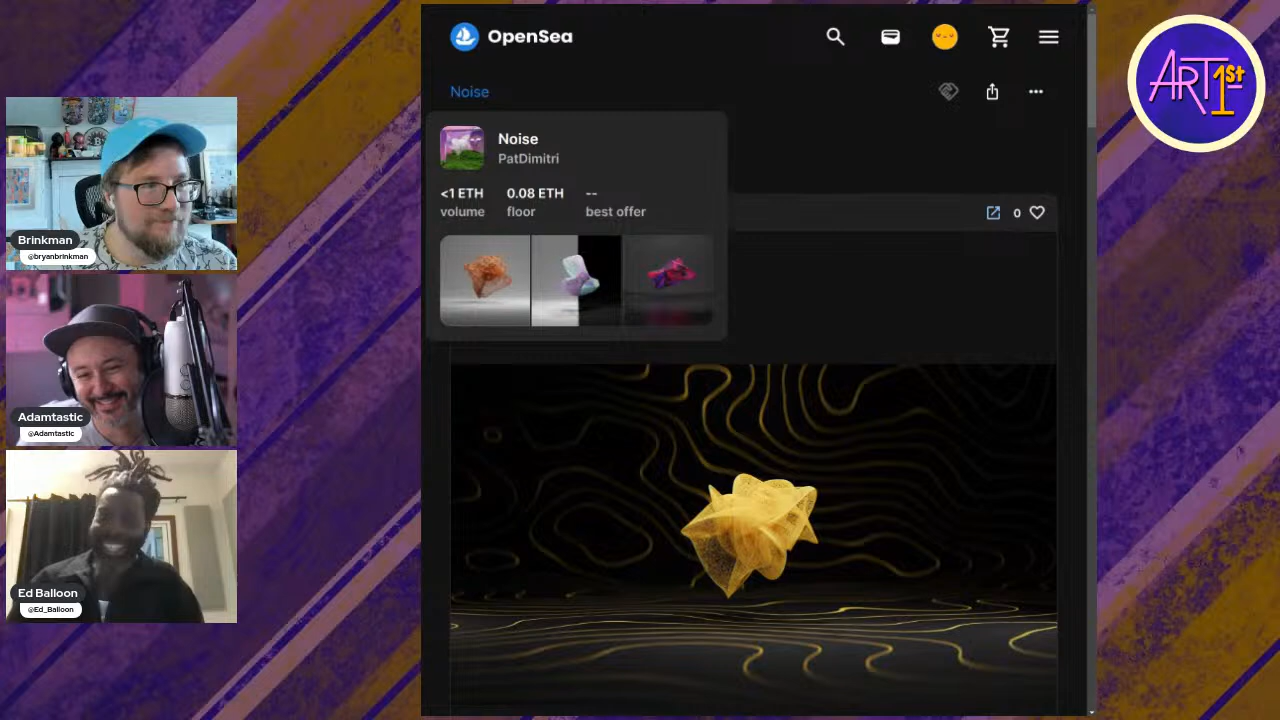 OpenSea
Noise
Noise
PatDimitri
<1 ETH
0.08 ETH
--
volume
floor
best offer
0
Brinkman
@bryanbrinkman
Adamtastic
@Adamtastic
Ed Balloon
@Ed_Balloon
ART 1st